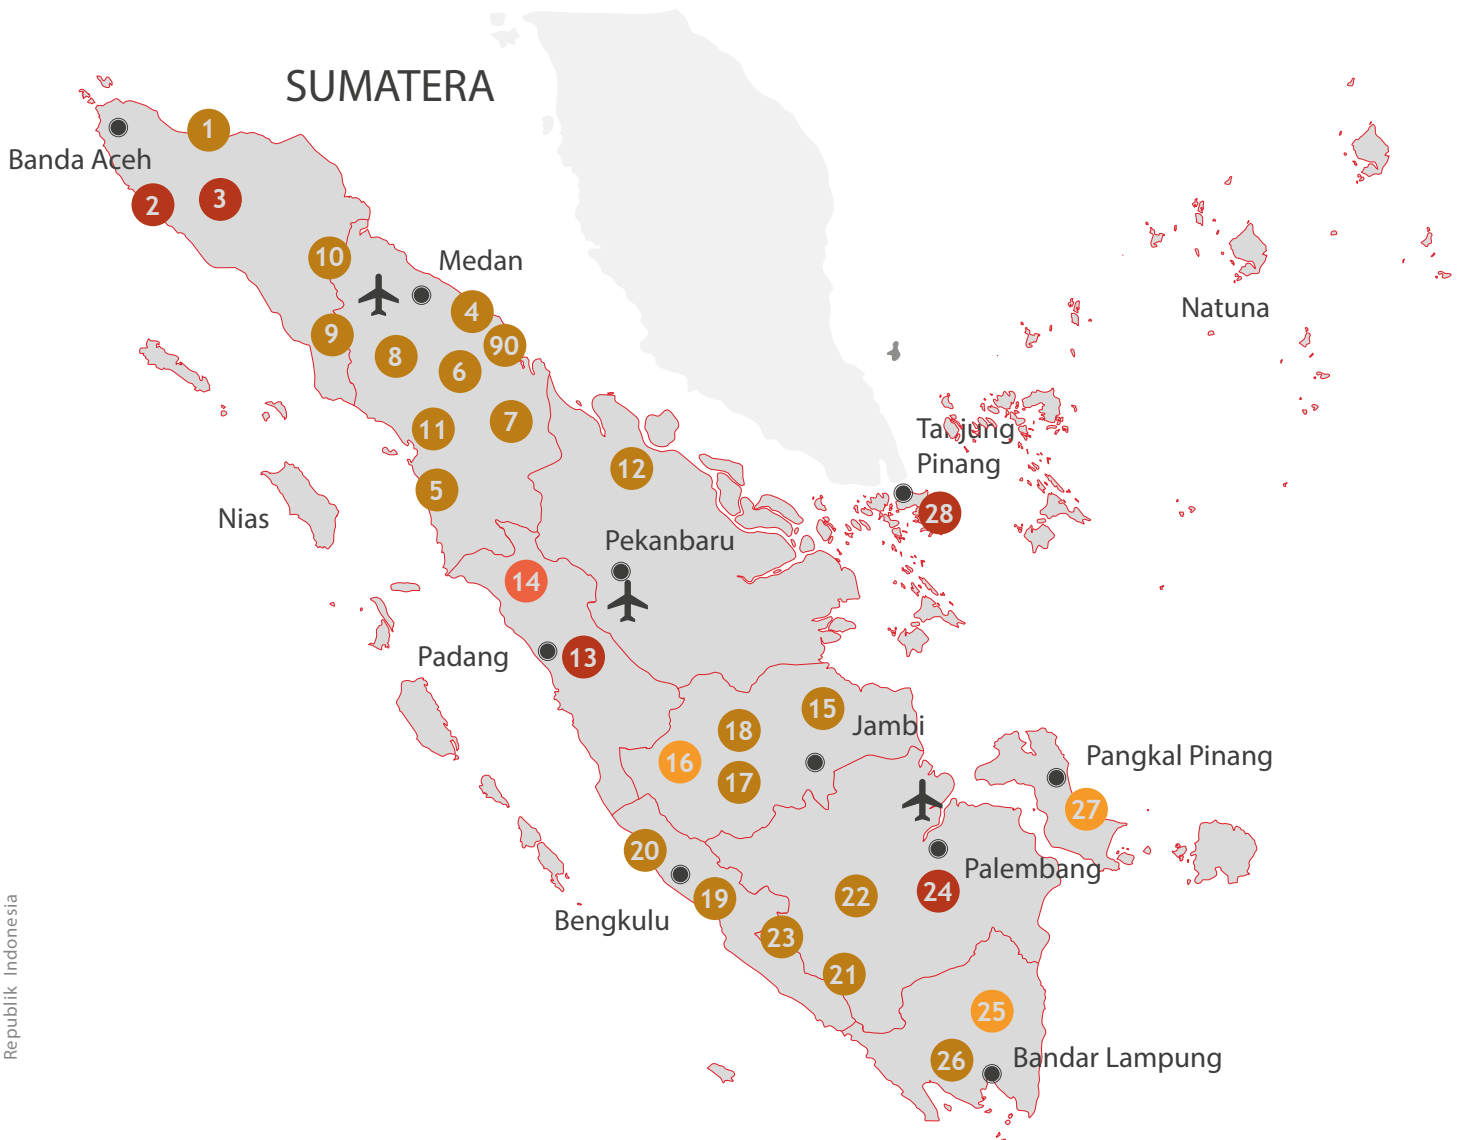 SUMATERA
1
Banda Aceh
2
3
10
Medan
4
9
90
8
6
Natuna
7
11
Tanjung
Pinang
12
5
28
Nias
Pekanbaru
14
Padang
13
15
Jambi
18
16
17
Pangkal Pinang
27
20
Palembang
24
22
19
Bengkulu
23
21
25
26
Bandar Lampung
Republik Indonesia